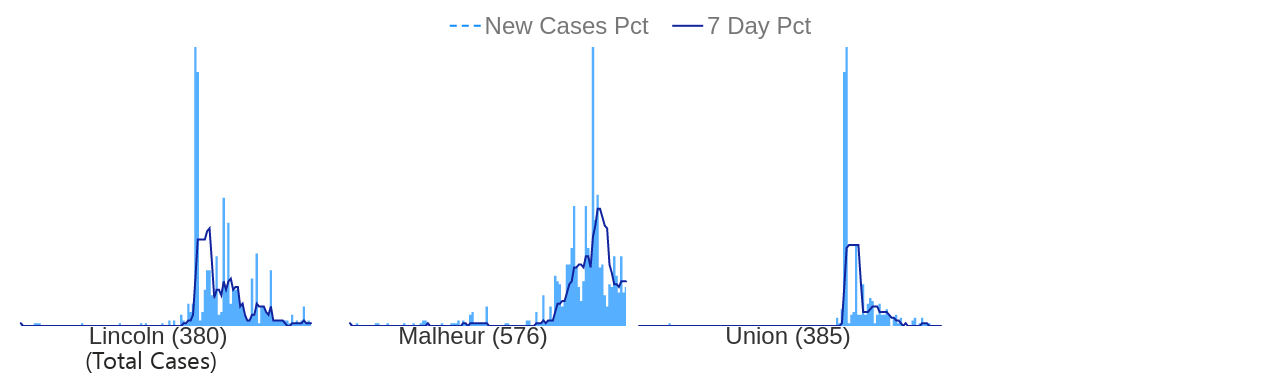 New Cases Pct 7 Day Pct
Lincoln (380) Malheur (576) Union (385)
(Total Cases)